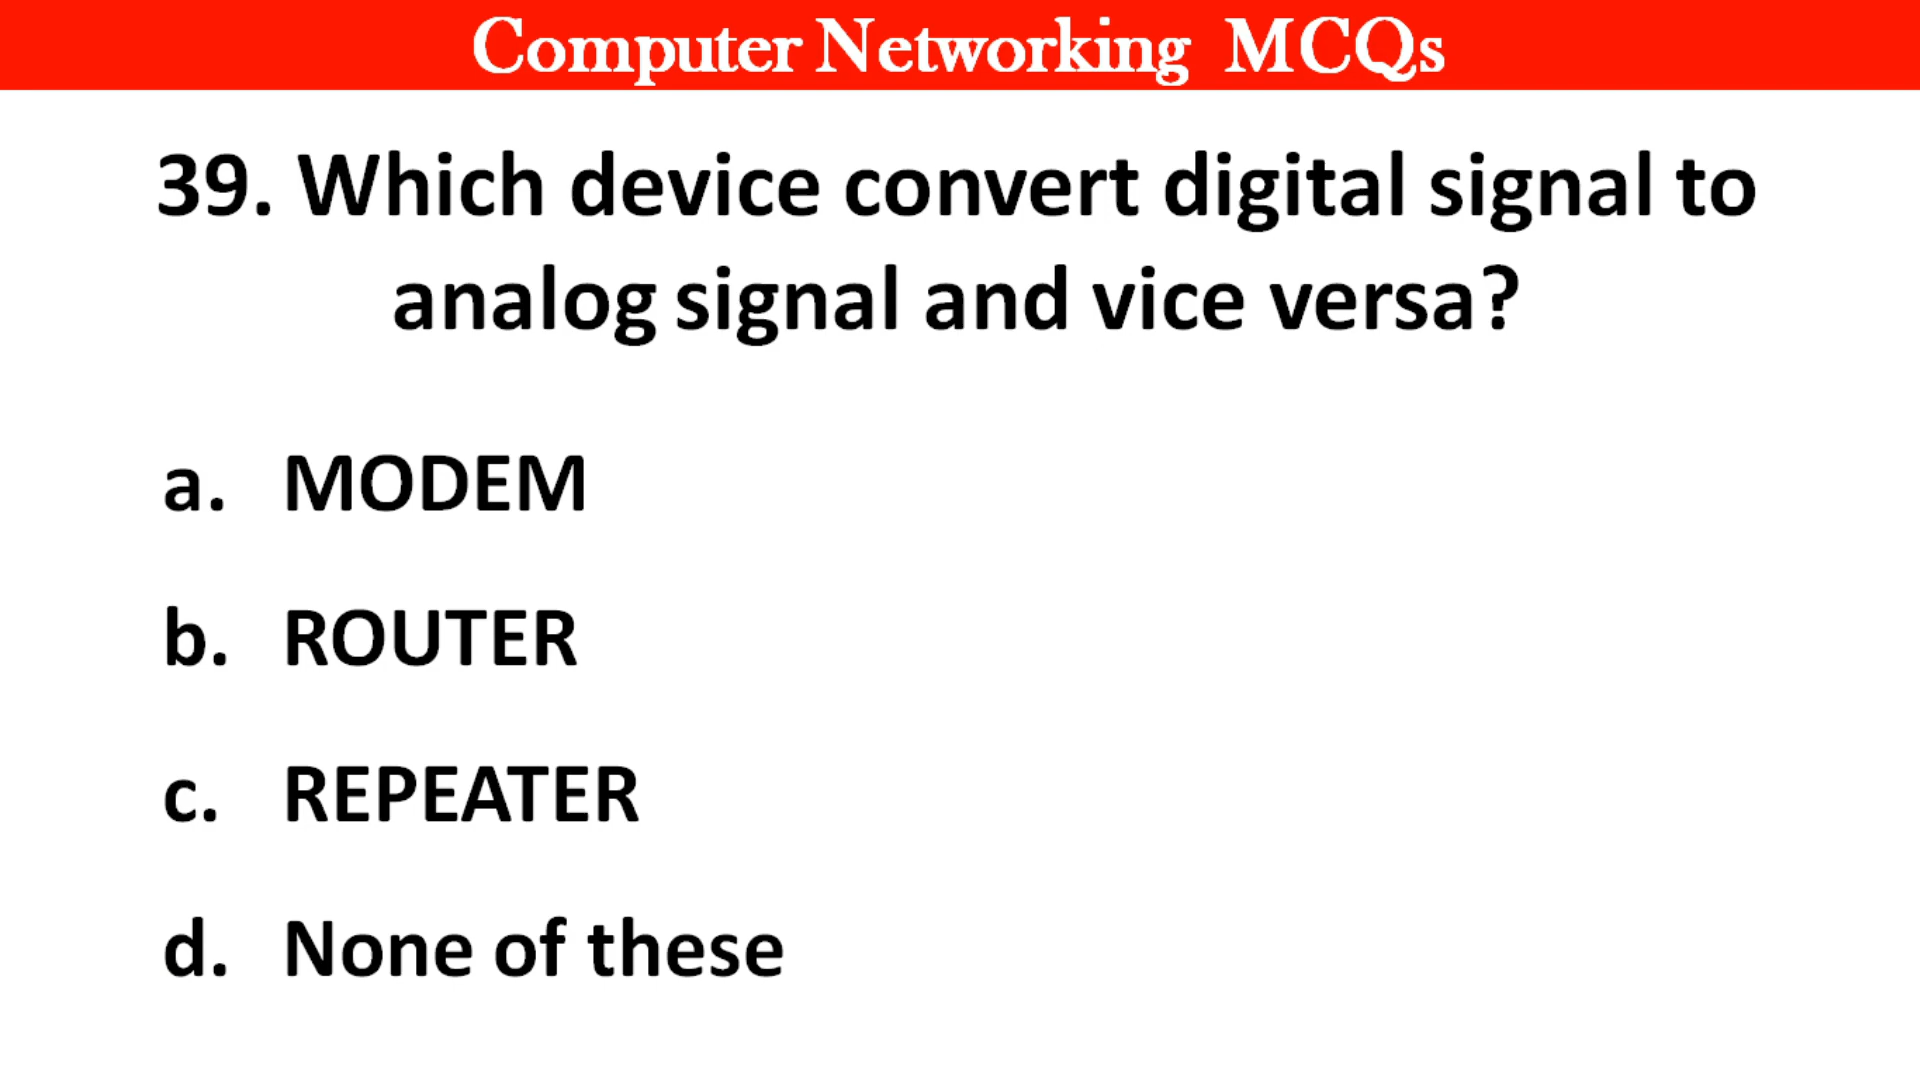 Computer Networking MCQs
39. Which device convert digital signal to
analog signal and vice versa?
a. MODEM
b. ROUTER
c. REPEATER
d. None of these